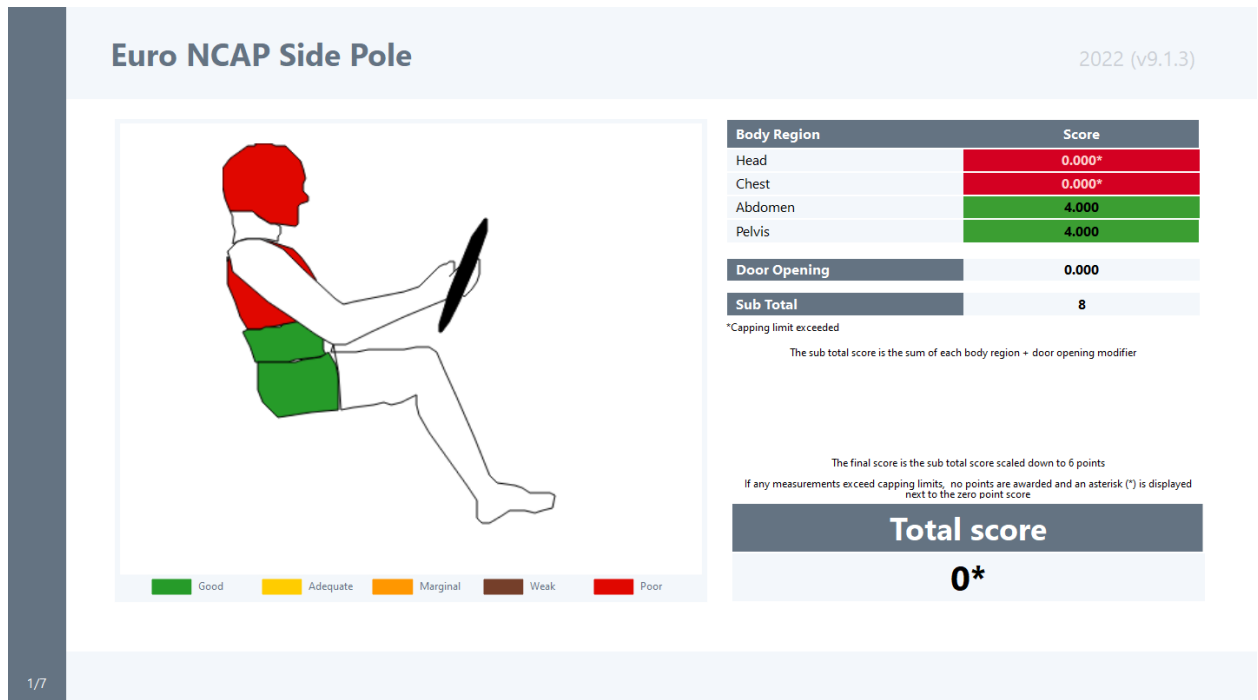 Euro NCAP Side Pole
2022 (v9.1.3)
Body Region Score
Head 0.000*
Chest 0.000*
Abdomen 4.000
Pelvis 4.000
Door Opening 0.000
Sub Total 8
*Capping limit exceeded
The sub total score is the sum of each body region + door opening modifier
The final score is the sub total score scaled down to 6 points
If any measurements exceed capping limits, no points are awarded and an asterisk (*) is displayed
next to the zero point score
Total score
0*
Good Adequate Marginal Weak Poor
1/7